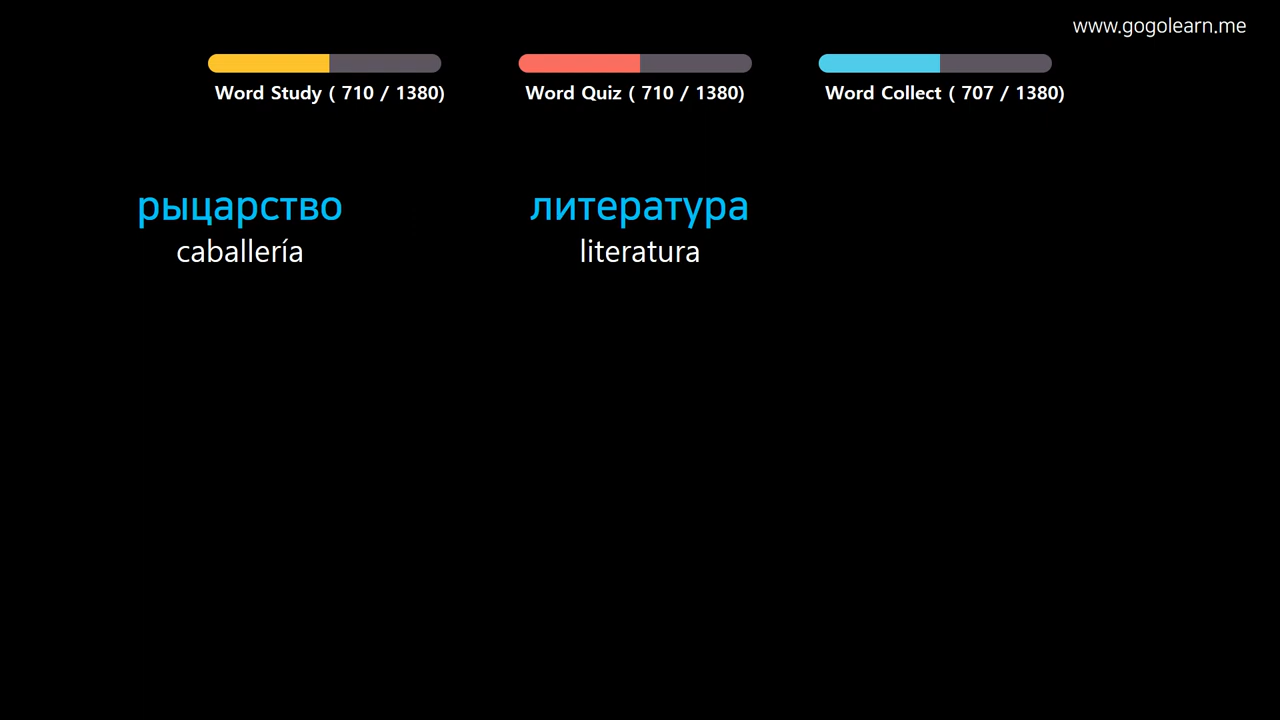 www.gogolearn.me
Word Study ( 710 / 1380)
Word Quiz ( 710 / 1380)
Word Collect ( 707 / 1380)
рыцарство
caballería
литература
literatura